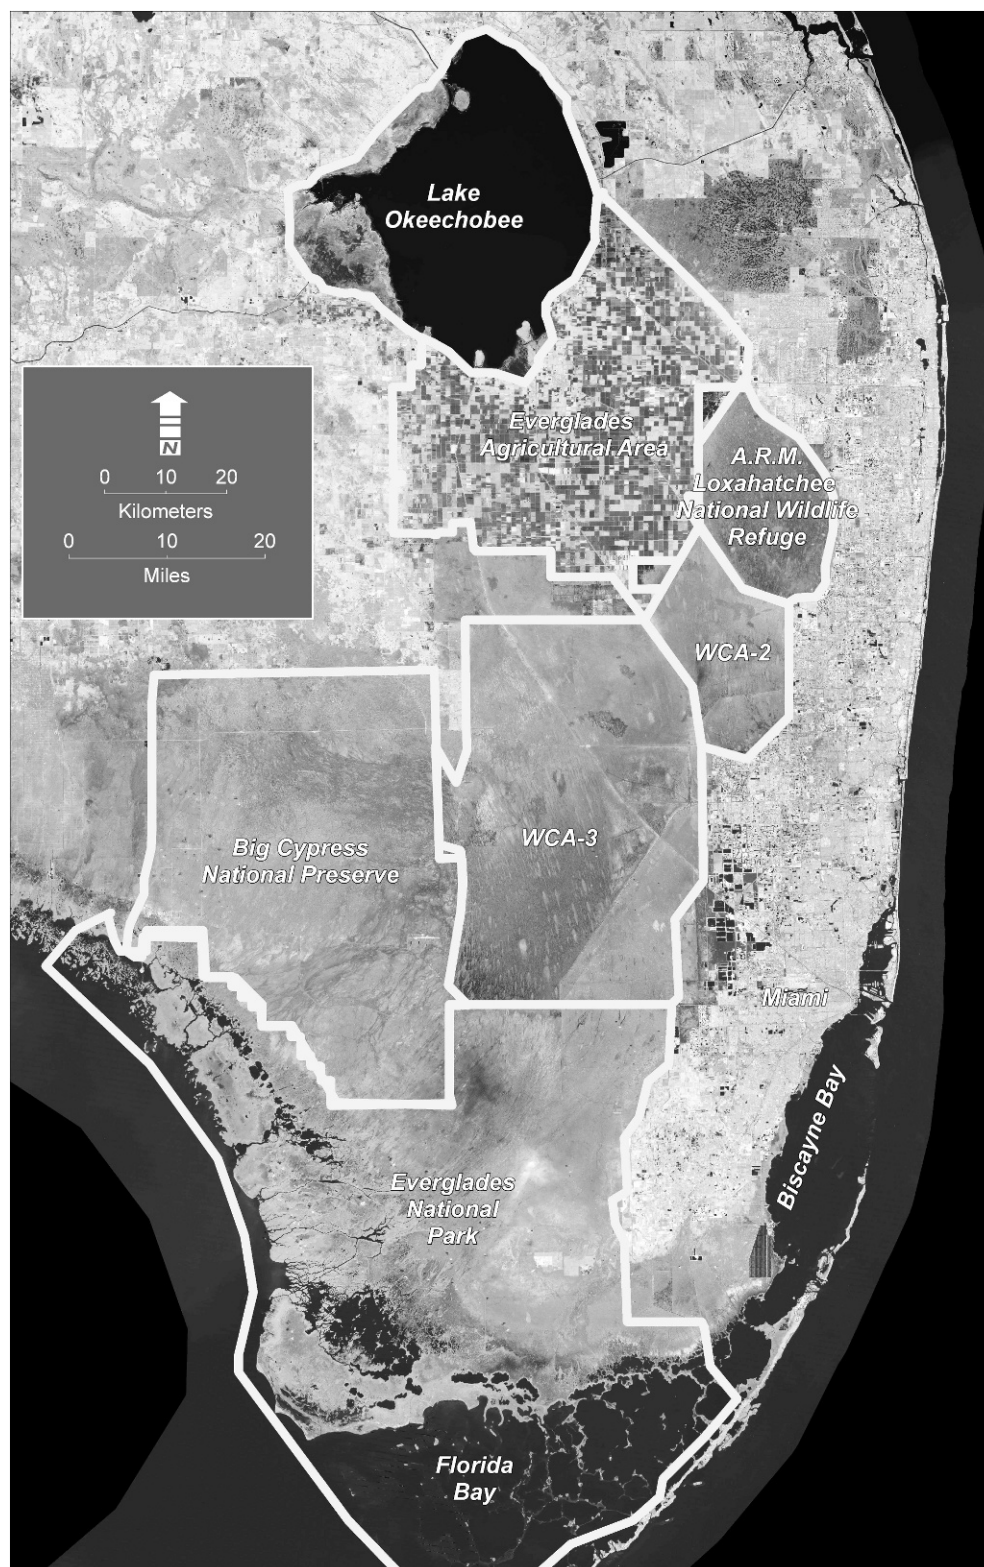 Lake
Okeechobee
N
0 10 20
Kilometers
0 10 20
Miles
Everglades
Agricultural Area
A.R.M.
Loxahatchee
National Wildlife
Refuge
WCA-2
WCA-3
Big Cypress
National Preserve
Miami
Biscayne Bay
Everglades
National
Park
Florida
Bay